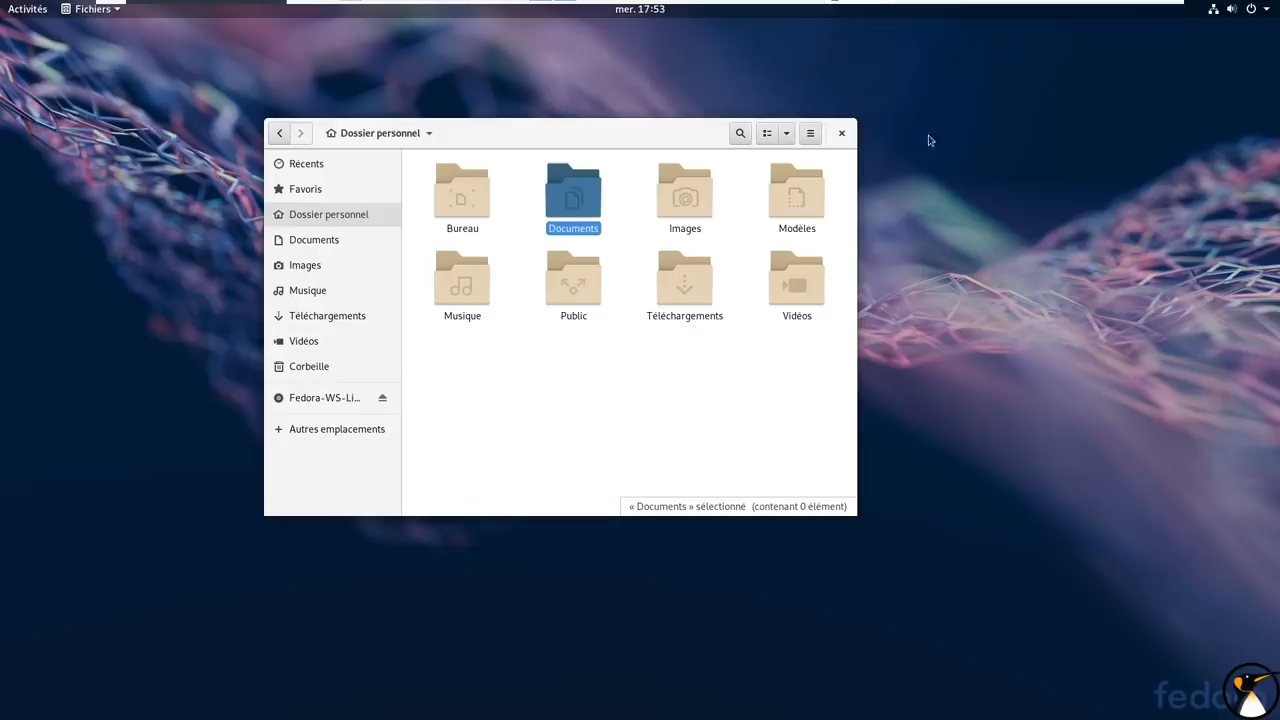 Activités
Fichiers
mer. 17:53
Dossier personnel
Récents
Favoris
Dossier personnel
Documents
Images
Musique
Téléchargements
Vidéos
Corbeille
Fedora-WS-Li...
Autres emplacements
Bureau
Documents
Images
Modèles
Musique
Public
Téléchargements
Vidéos
« Documents » sélectionné (contenant 0 élément)